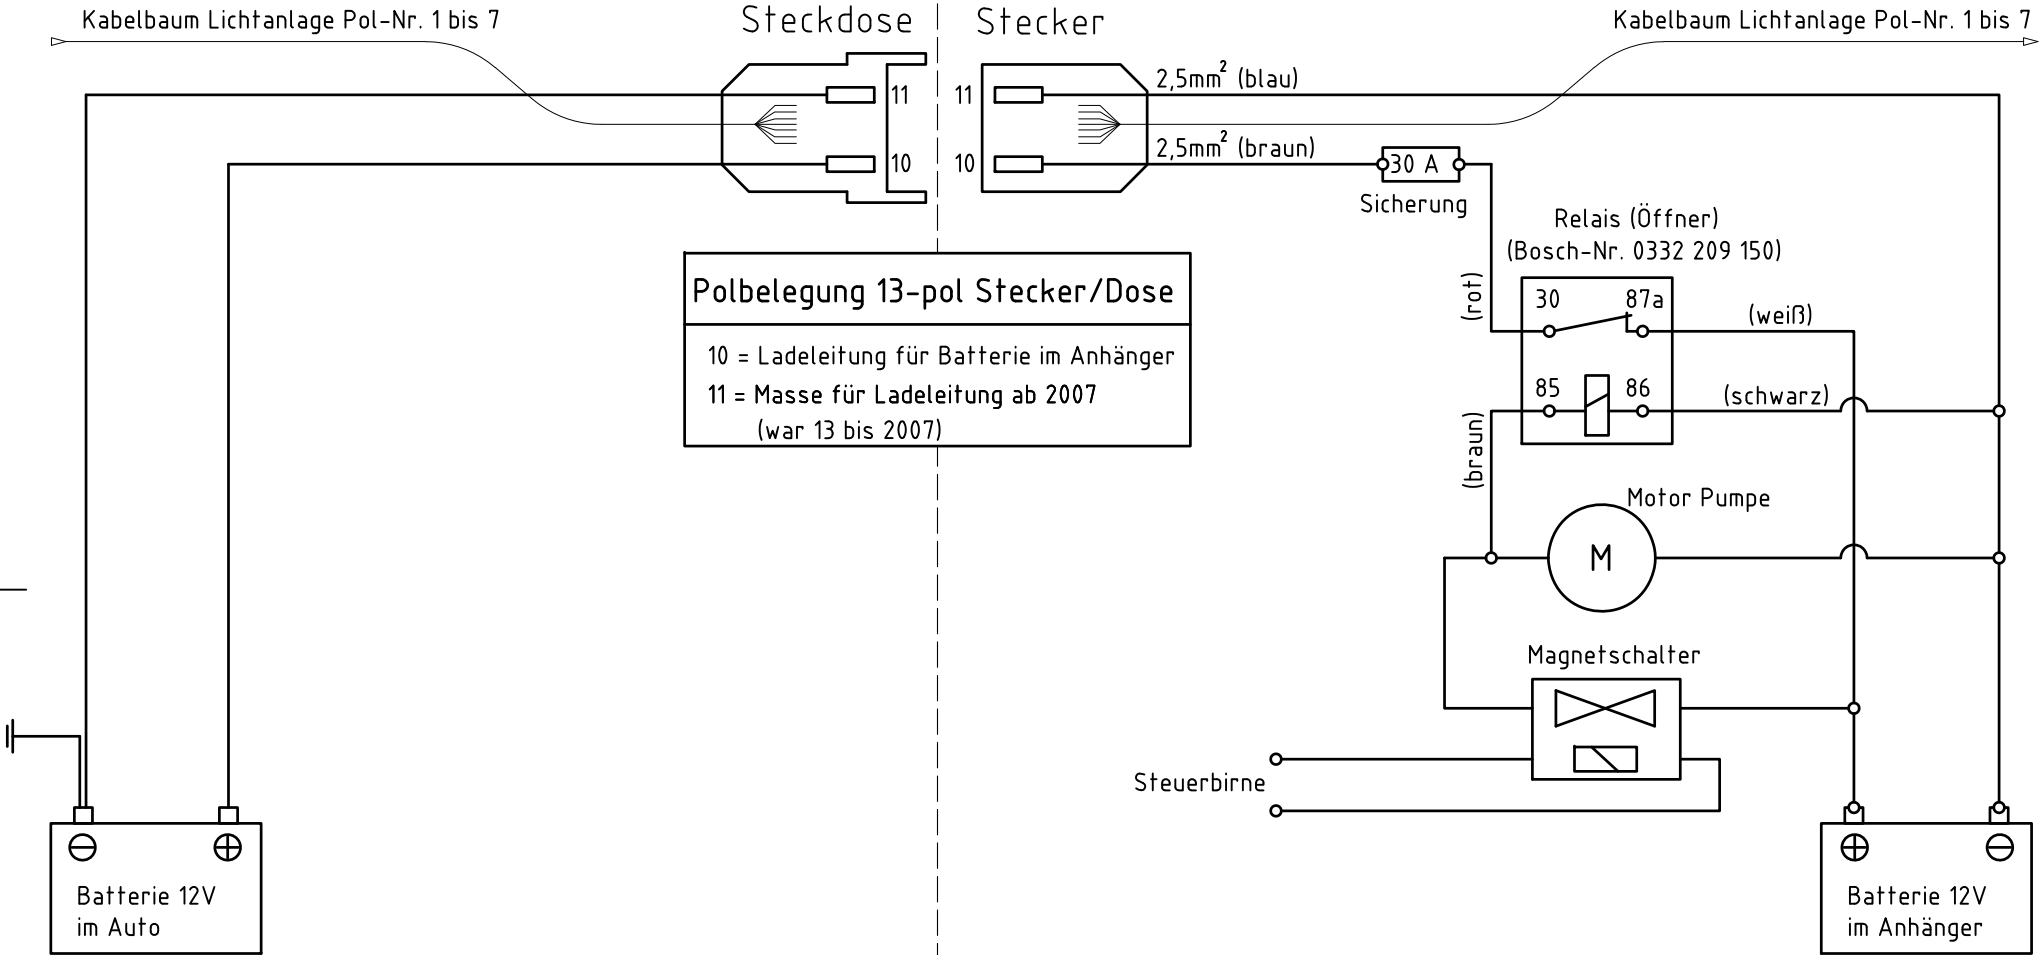 Kabelbaum Lichtanlage Pol-Nr. 1 bis 7
Steckdose
Stecker
Kabelbaum Lichtanlage Pol-Nr. 1 bis 7
11
11
2,5mm² (blau)
10
10
2,5mm² (braun)
30 A
Sicherung
Relais (Öffner)
(Bosch-Nr. 0332 209 150)
(rot)
30
87a
(weiß)
85
86
(schwarz)
(braun)
Polbelegung 13-pol Stecker/Dose
10 = Ladeleitung für Batterie im Anhänger
11 = Masse für Ladeleitung ab 2007
(war 13 bis 2007)
Motor Pumpe
M
Magnetschalter
Steuerbirne
Batterie 12V
im Auto
Batterie 12V
im Anhänger